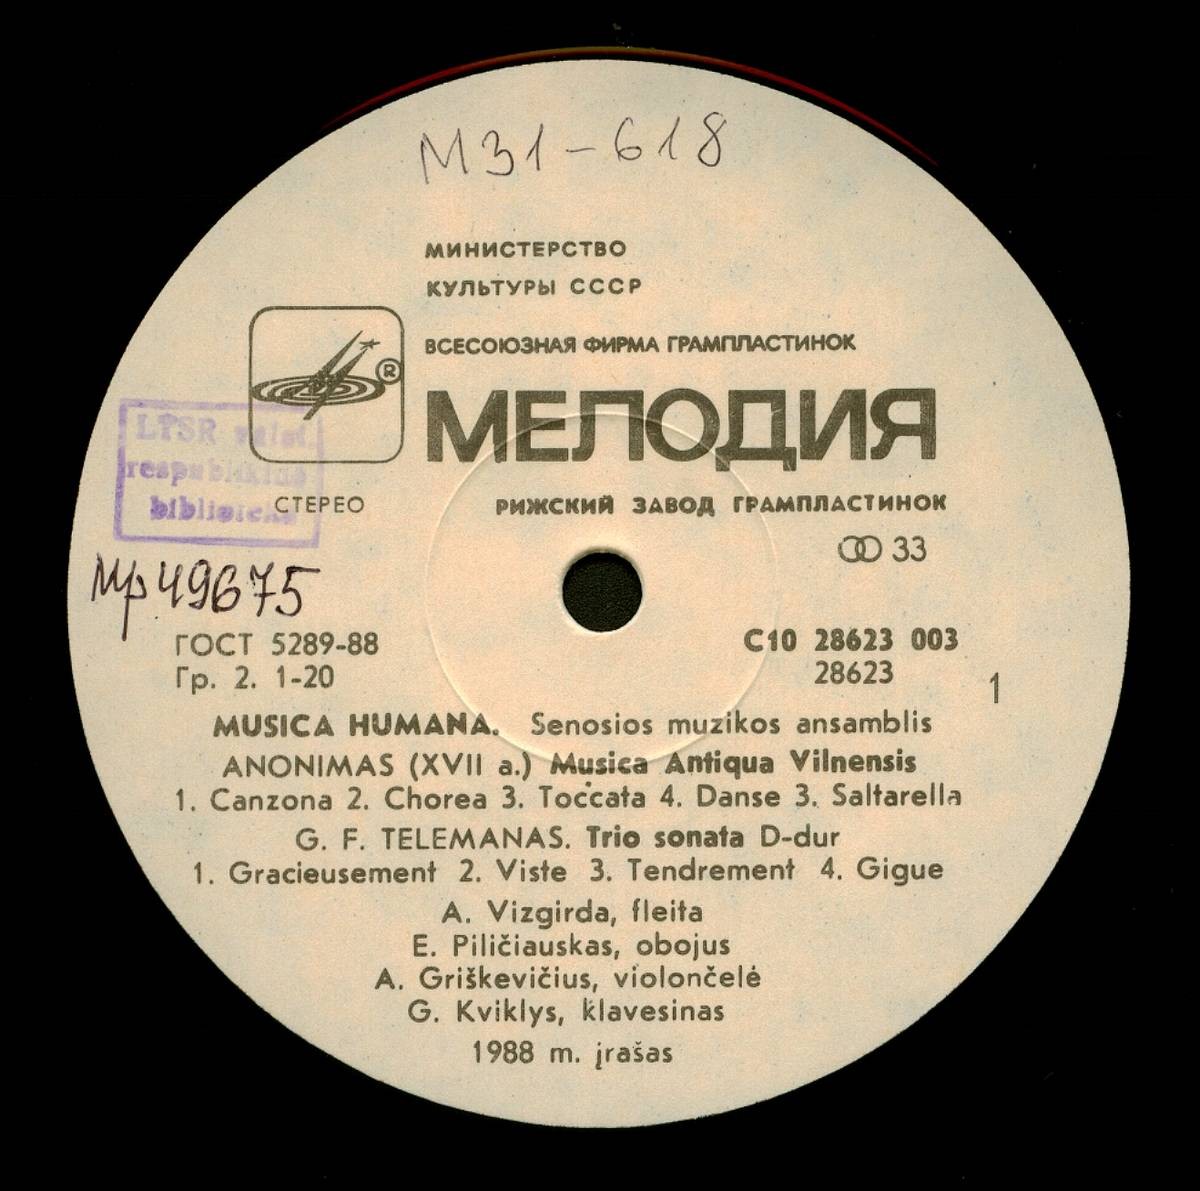 М31-618
МИНИСТЕРСТВО
КУЛЬТУРЫ СССР
ВСЕСОЮЗНАЯ ФИРМА ГРАМПЛАСТИНОК
®
МЕЛОДИЯ
LTSR valst.
respublikinė
biblioteka
СТЕРЕО
РИЖСКИЙ ЗАВОД ГРАМПЛАСТИНОК
33
Mp 49675
ГОСТ 5289-88
Гр. 2. 1-20
С10 28623 003
28623
1
MUSICA HUMANA. Senosios muzikos ansamblis
ANONIMAS (XVII a.) Musica Antiqua Vilnensis
1. Canzona 2. Chorea 3. Toccata 4. Danse 3. Saltarella
G. F. TELEMANAS. Trio sonata D-dur
1. Gracieusement 2. Viste 3. Tendrement 4. Gigue
A. Vizgirda, fleita
E. Piličiauskas, obojus
A. Griškevičius, violončelė
G. Kviklys, klavesinas
1988 m. įrašas